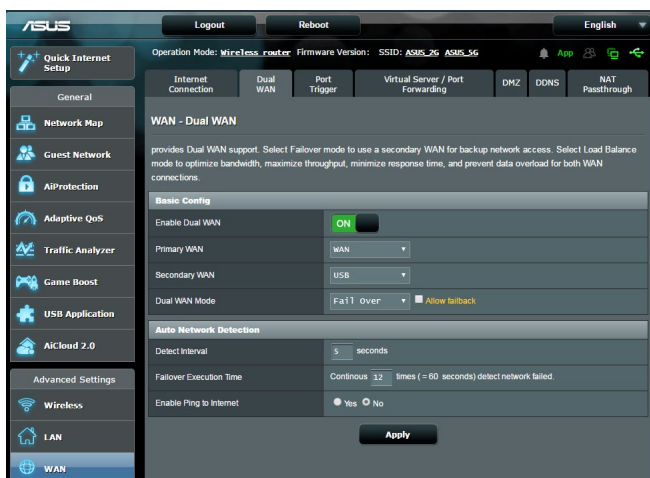 ASUS
Logout
Reboot
English
Quick Internet
Setup
Operation Mode: Wireless router Firmware Version: SSID: ASUS_2G ASUS_5G
App
Internet
Connection
Dual
WAN
Port
Trigger
Virtual Server / Port
Forwarding
DMZ
DDNS
NAT
Passthrough
General
Network Map
Guest Network
AiProtection
Adaptive QoS
Traffic Analyzer
Game Boost
USB Application
AiCloud 2.0
Advanced Settings
Wireless
LAN
WAN
WAN - Dual WAN
provides Dual WAN support. Select Failover mode to use a secondary WAN for backup network access. Select Load Balance
mode to optimize bandwidth, maximize throughput, minimize response time, and prevent data overload for both WAN
connections.
Basic Config
Enable Dual WAN
ON
Primary WAN
WAN
Secondary WAN
USB
Dual WAN Mode
Fail Over
Allow failback
Auto Network Detection
Detect Interval
5 seconds
Failover Execution Time
Continous 12 times ( = 60 seconds) detect network failed.
Enable Ping to Internet
Yes No
Apply